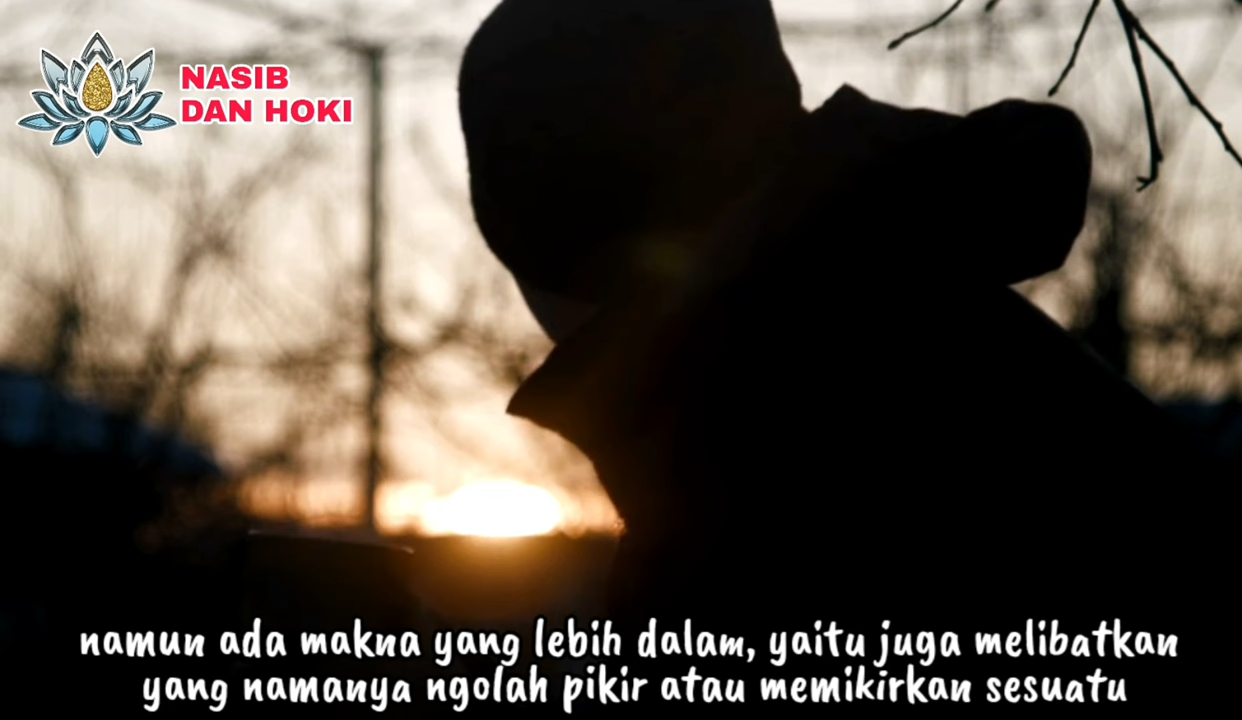 NASIB
DAN HOKI
namun ada makna yang lebih dalam, yaitu juga melibatkan
yang namanya ngolah pikir atau memikirkan sesuatu